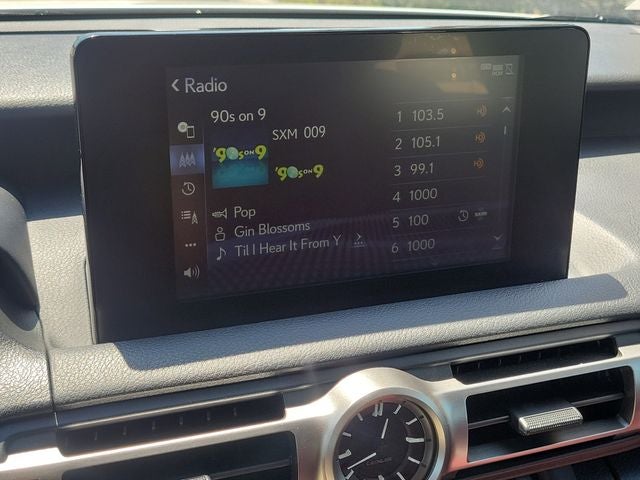 Radio
90s on 9
SXM 009
'90s on 9
'90s on 9
Pop
Gin Blossoms
Til I Hear It From Y
1 103.5
2 105.1
3 99.1
4 1000
5 100
6 1000
LEXUS